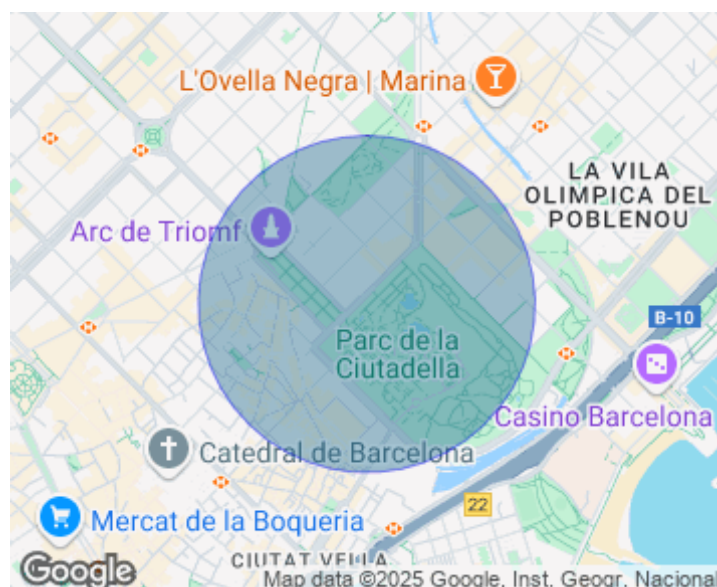 L'Ovella Negra | Marina
LA VILA
OLIMPICA DEL
POBLENOU
Arc de Triomf
B-10
Parc de la
Ciutadella
Casino Barcelona
Catedral de Barcelona
22
Mercat de la Boqueria
CIUTAT VELLA
Google
Map data ©2025 Google, Inst. Geogr. Nacional